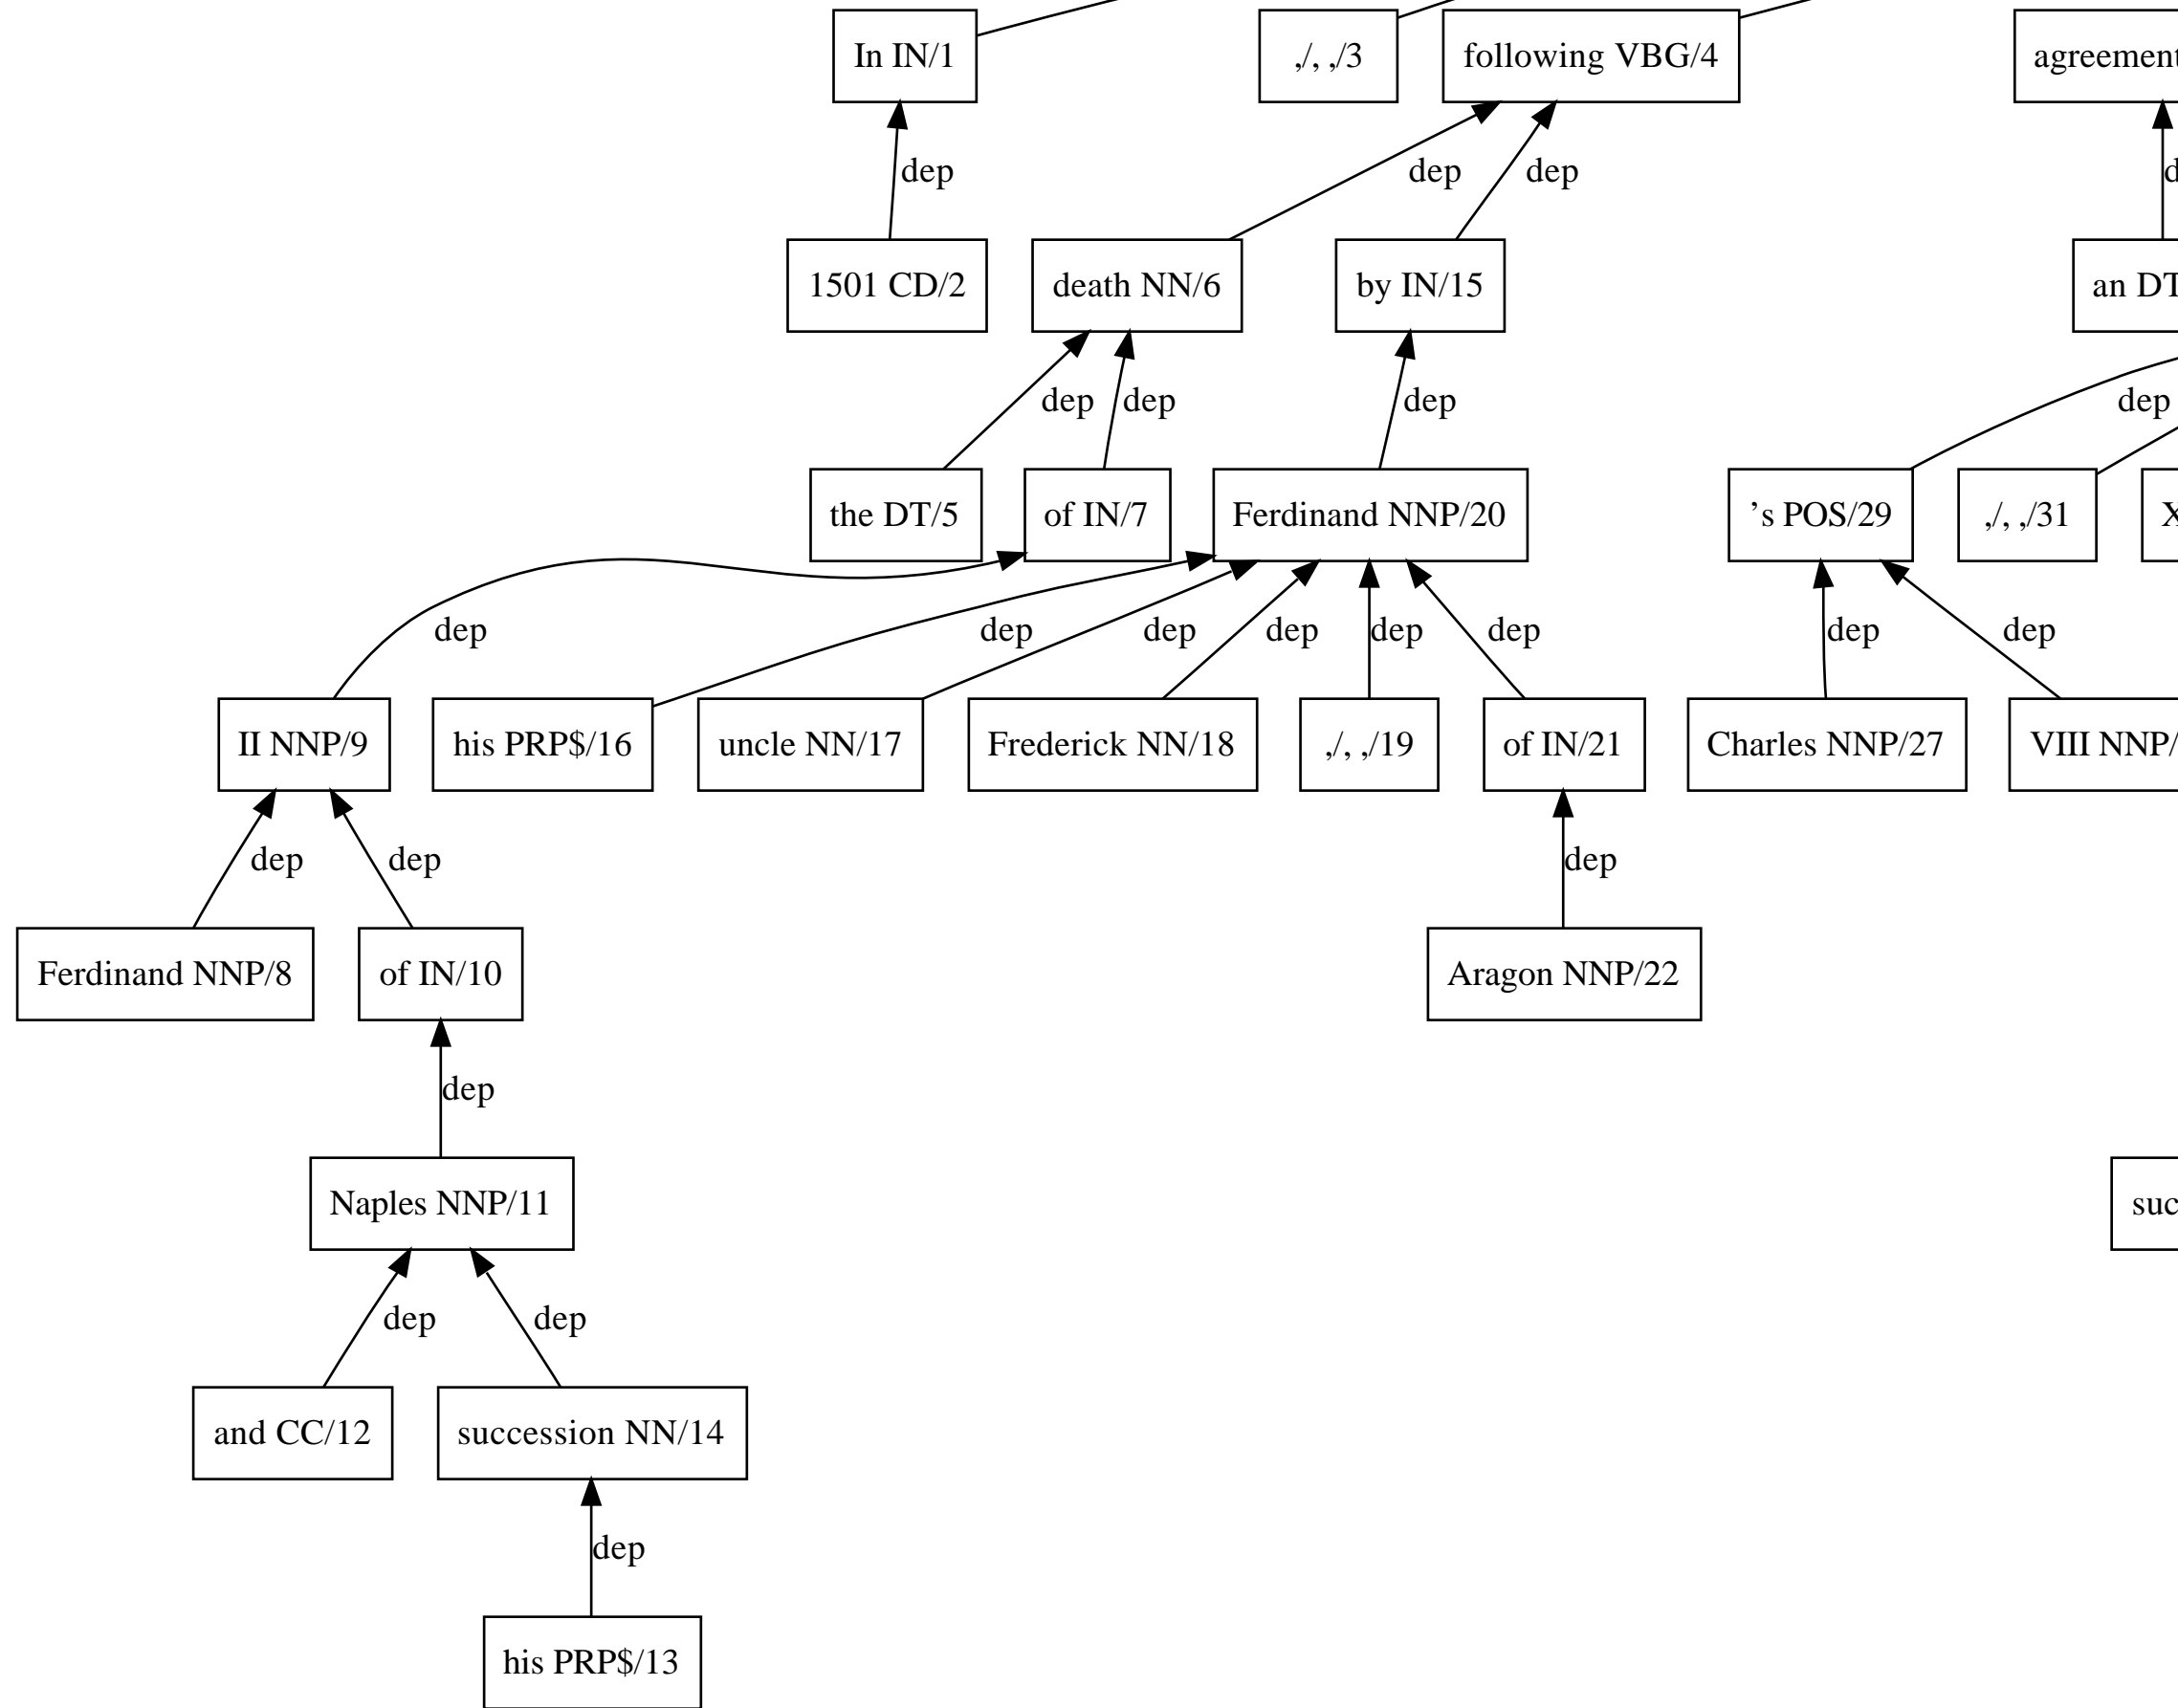 In IN/1 ,/, ,/3 following VBG/4 agreement
dep dep dep
1501 CD/2 death NN/6 by IN/15 an DT
dep dep dep dep
the DT/5 of IN/7 Ferdinand NNP/20 's POS/29 ,/, ,/31 X
dep dep dep dep dep dep dep dep
II NNP/9 his PRP$/16 uncle NN/17 Frederick NN/18 ,/, ,/19 of IN/21 Charles NNP/27 VIII NNP/
dep dep dep
Ferdinand NNP/8 of IN/10 Aragon NNP/22
dep
Naples NNP/11 suc
dep dep
and CC/12 succession NN/14
dep
his PRP$/13